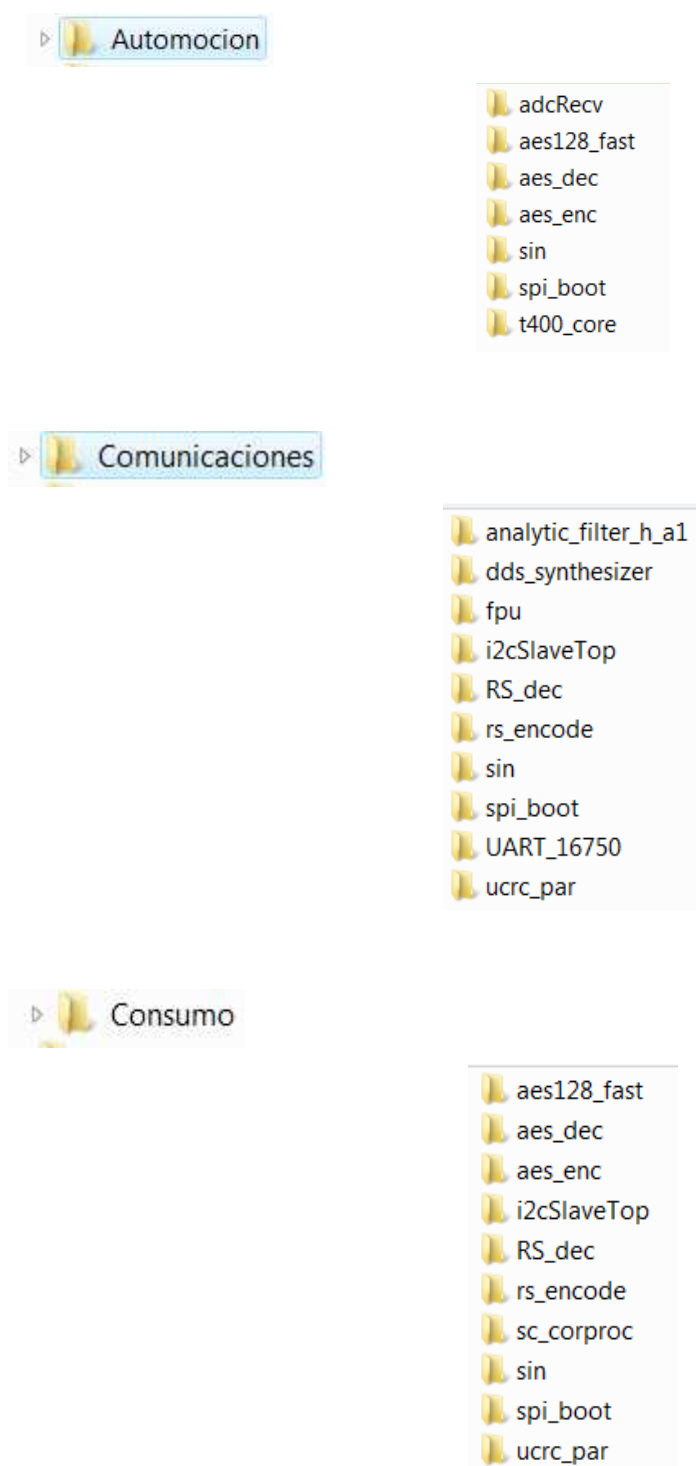 Automocion
adcRecv
aes128_fast
aes_dec
aes_enc
sin
spi_boot
t400_core
Comunicaciones
analytic_filter_h_a1
dds_synthesizer
fpu
i2cSlaveTop
RS_dec
rs_encode
sin
spi_boot
UART_16750
ucrc_par
Consumo
aes128_fast
aes_dec
aes_enc
i2cSlaveTop
RS_dec
rs_encode
sc_corproc
sin
spi_boot
ucrc_par